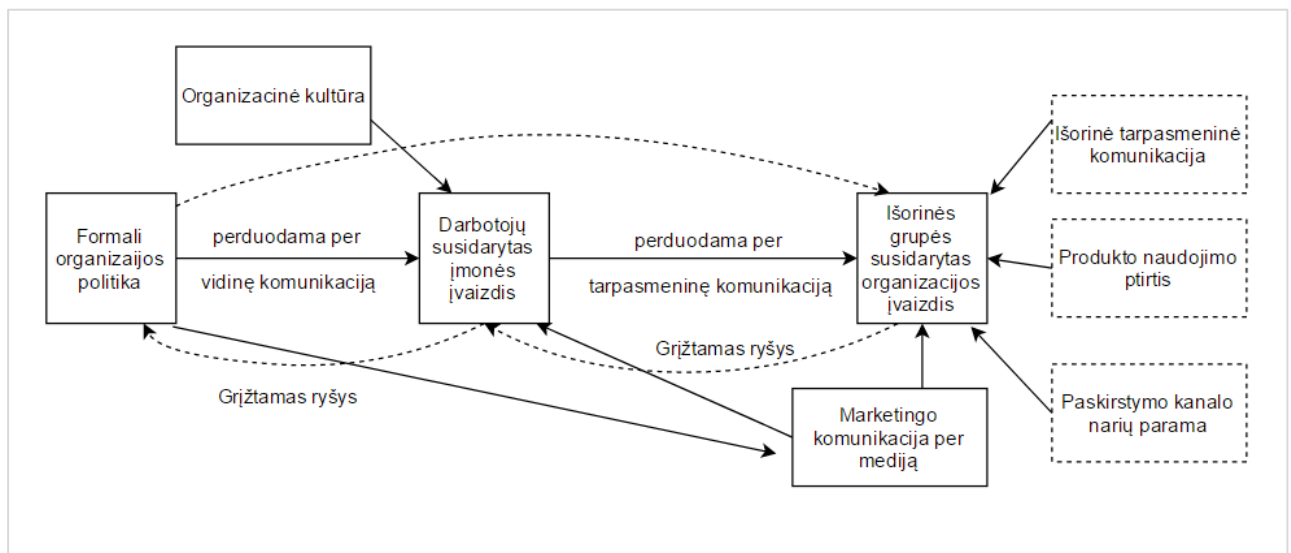 Organizacinė kultūra
Išorinė tarpasmeninė
komunikacija
Formali
organizaijos
politika
perduodama per
vidinę komunikaciją
Darbotojų
susidarytas
įmonės
įvaizdis
perduodama per
tarpasmeninę komunikaciją
Išorinės
grupės
susidarytas
organizacijos
įvaizdis
Produkto naudojimo
ptirtis
Grįžtamas ryšys
Grįžtamas ryšys
Marketingo
komunikacija per
mediją
Paskirstymo kanalo
narių parama